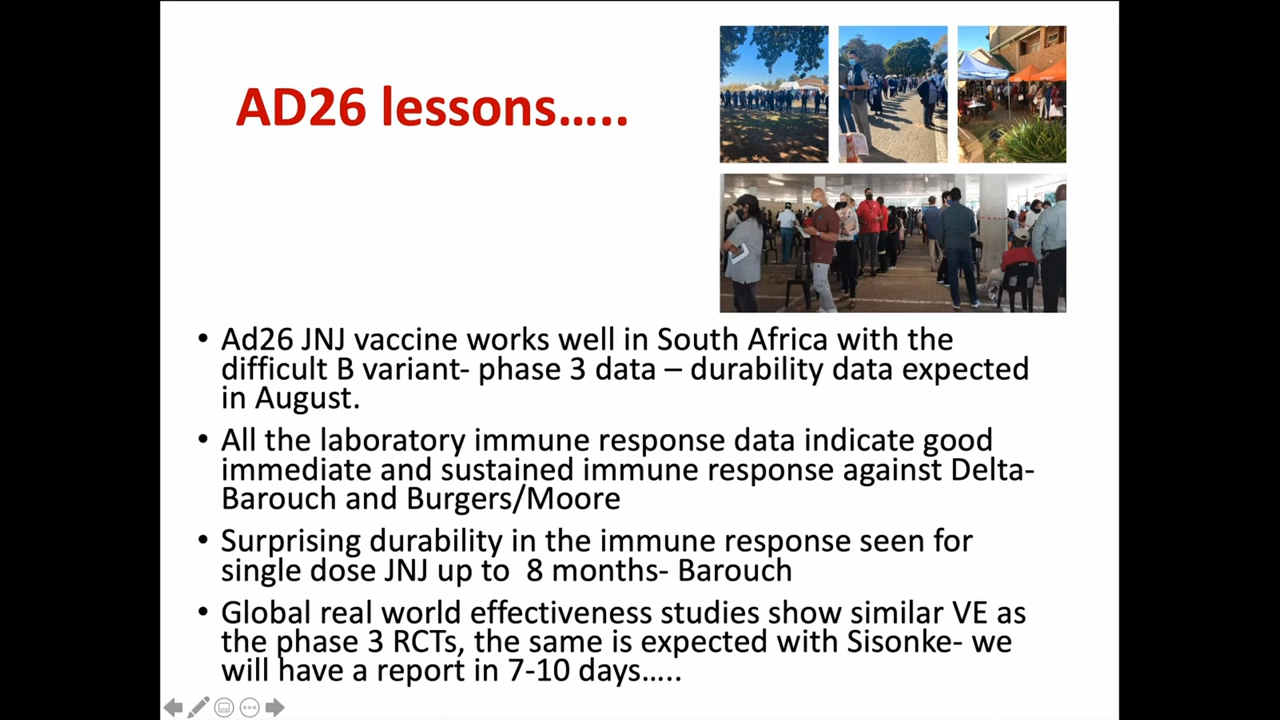 AD26 lessons…..
• Ad26 JNJ vaccine works well in South Africa with the
difficult B variant- phase 3 data – durability data expected
in August.
• All the laboratory immune response data indicate good
immediate and sustained immune response against Delta-
Barouch and Burgers/Moore
• Surprising durability in the immune response seen for
single dose JNJ up to  8 months- Barouch
• Global real world effectiveness studies show similar VE as
the phase 3 RCTs, the same is expected with Sisonke- we
will have a report in 7-10 days…..